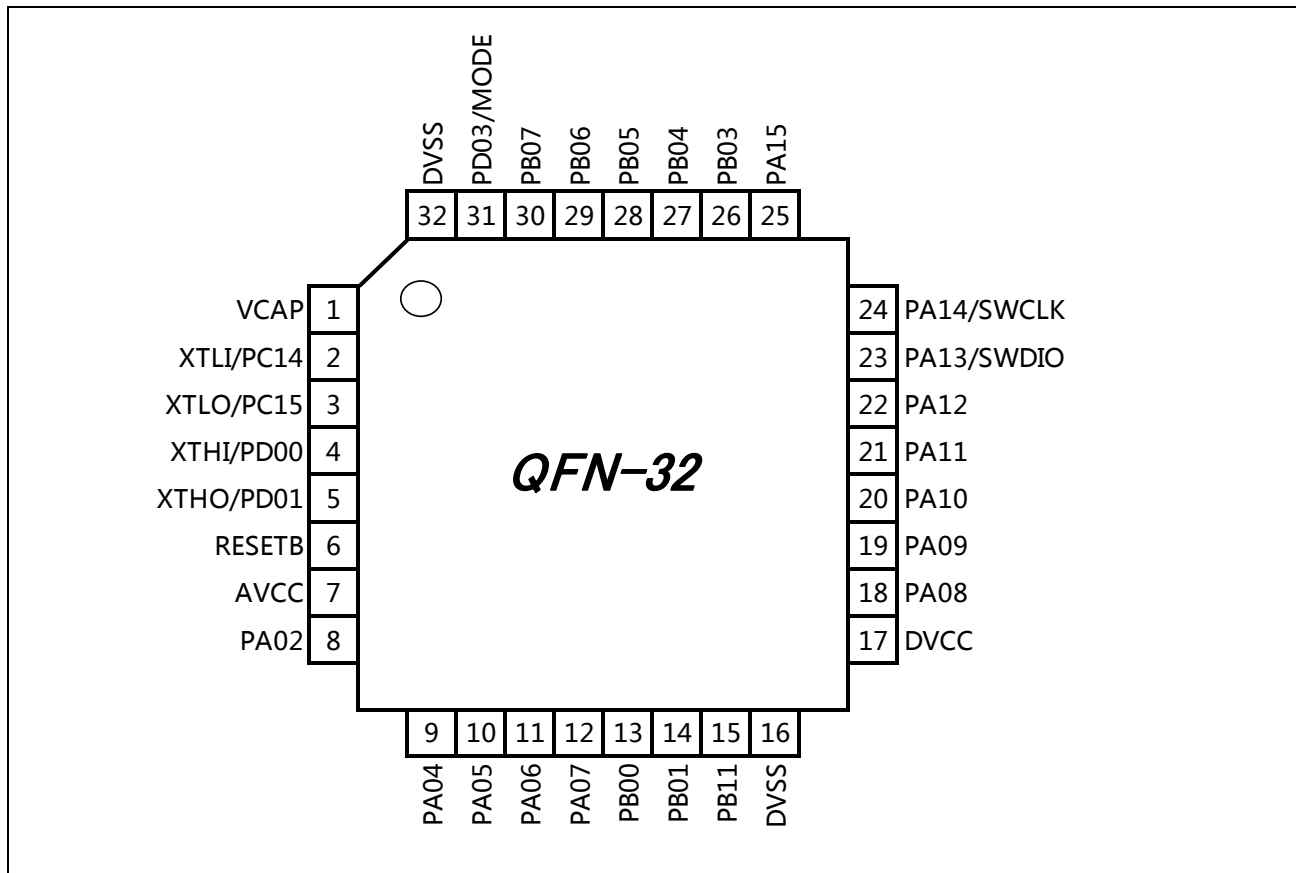 DVSS
PD03/MODE
PB07
PB06
PB05
PB04
PB03
PA15
32 31 30 29 28 27 26 25
VCAP 1
XTLI/PC14 2
XTLO/PC15 3
XTHI/PD00 4
XTHO/PD01 5
RESETB 6
AVCC 7
PA02 8
QFN-32
24 PA14/SWCLK
23 PA13/SWDIO
22 PA12
21 PA11
20 PA10
19 PA09
18 PA08
17 DVCC
9 10 11 12 13 14 15 16
PA04
PA05
PA06
PA07
PB00
PB01
PB11
DVSS